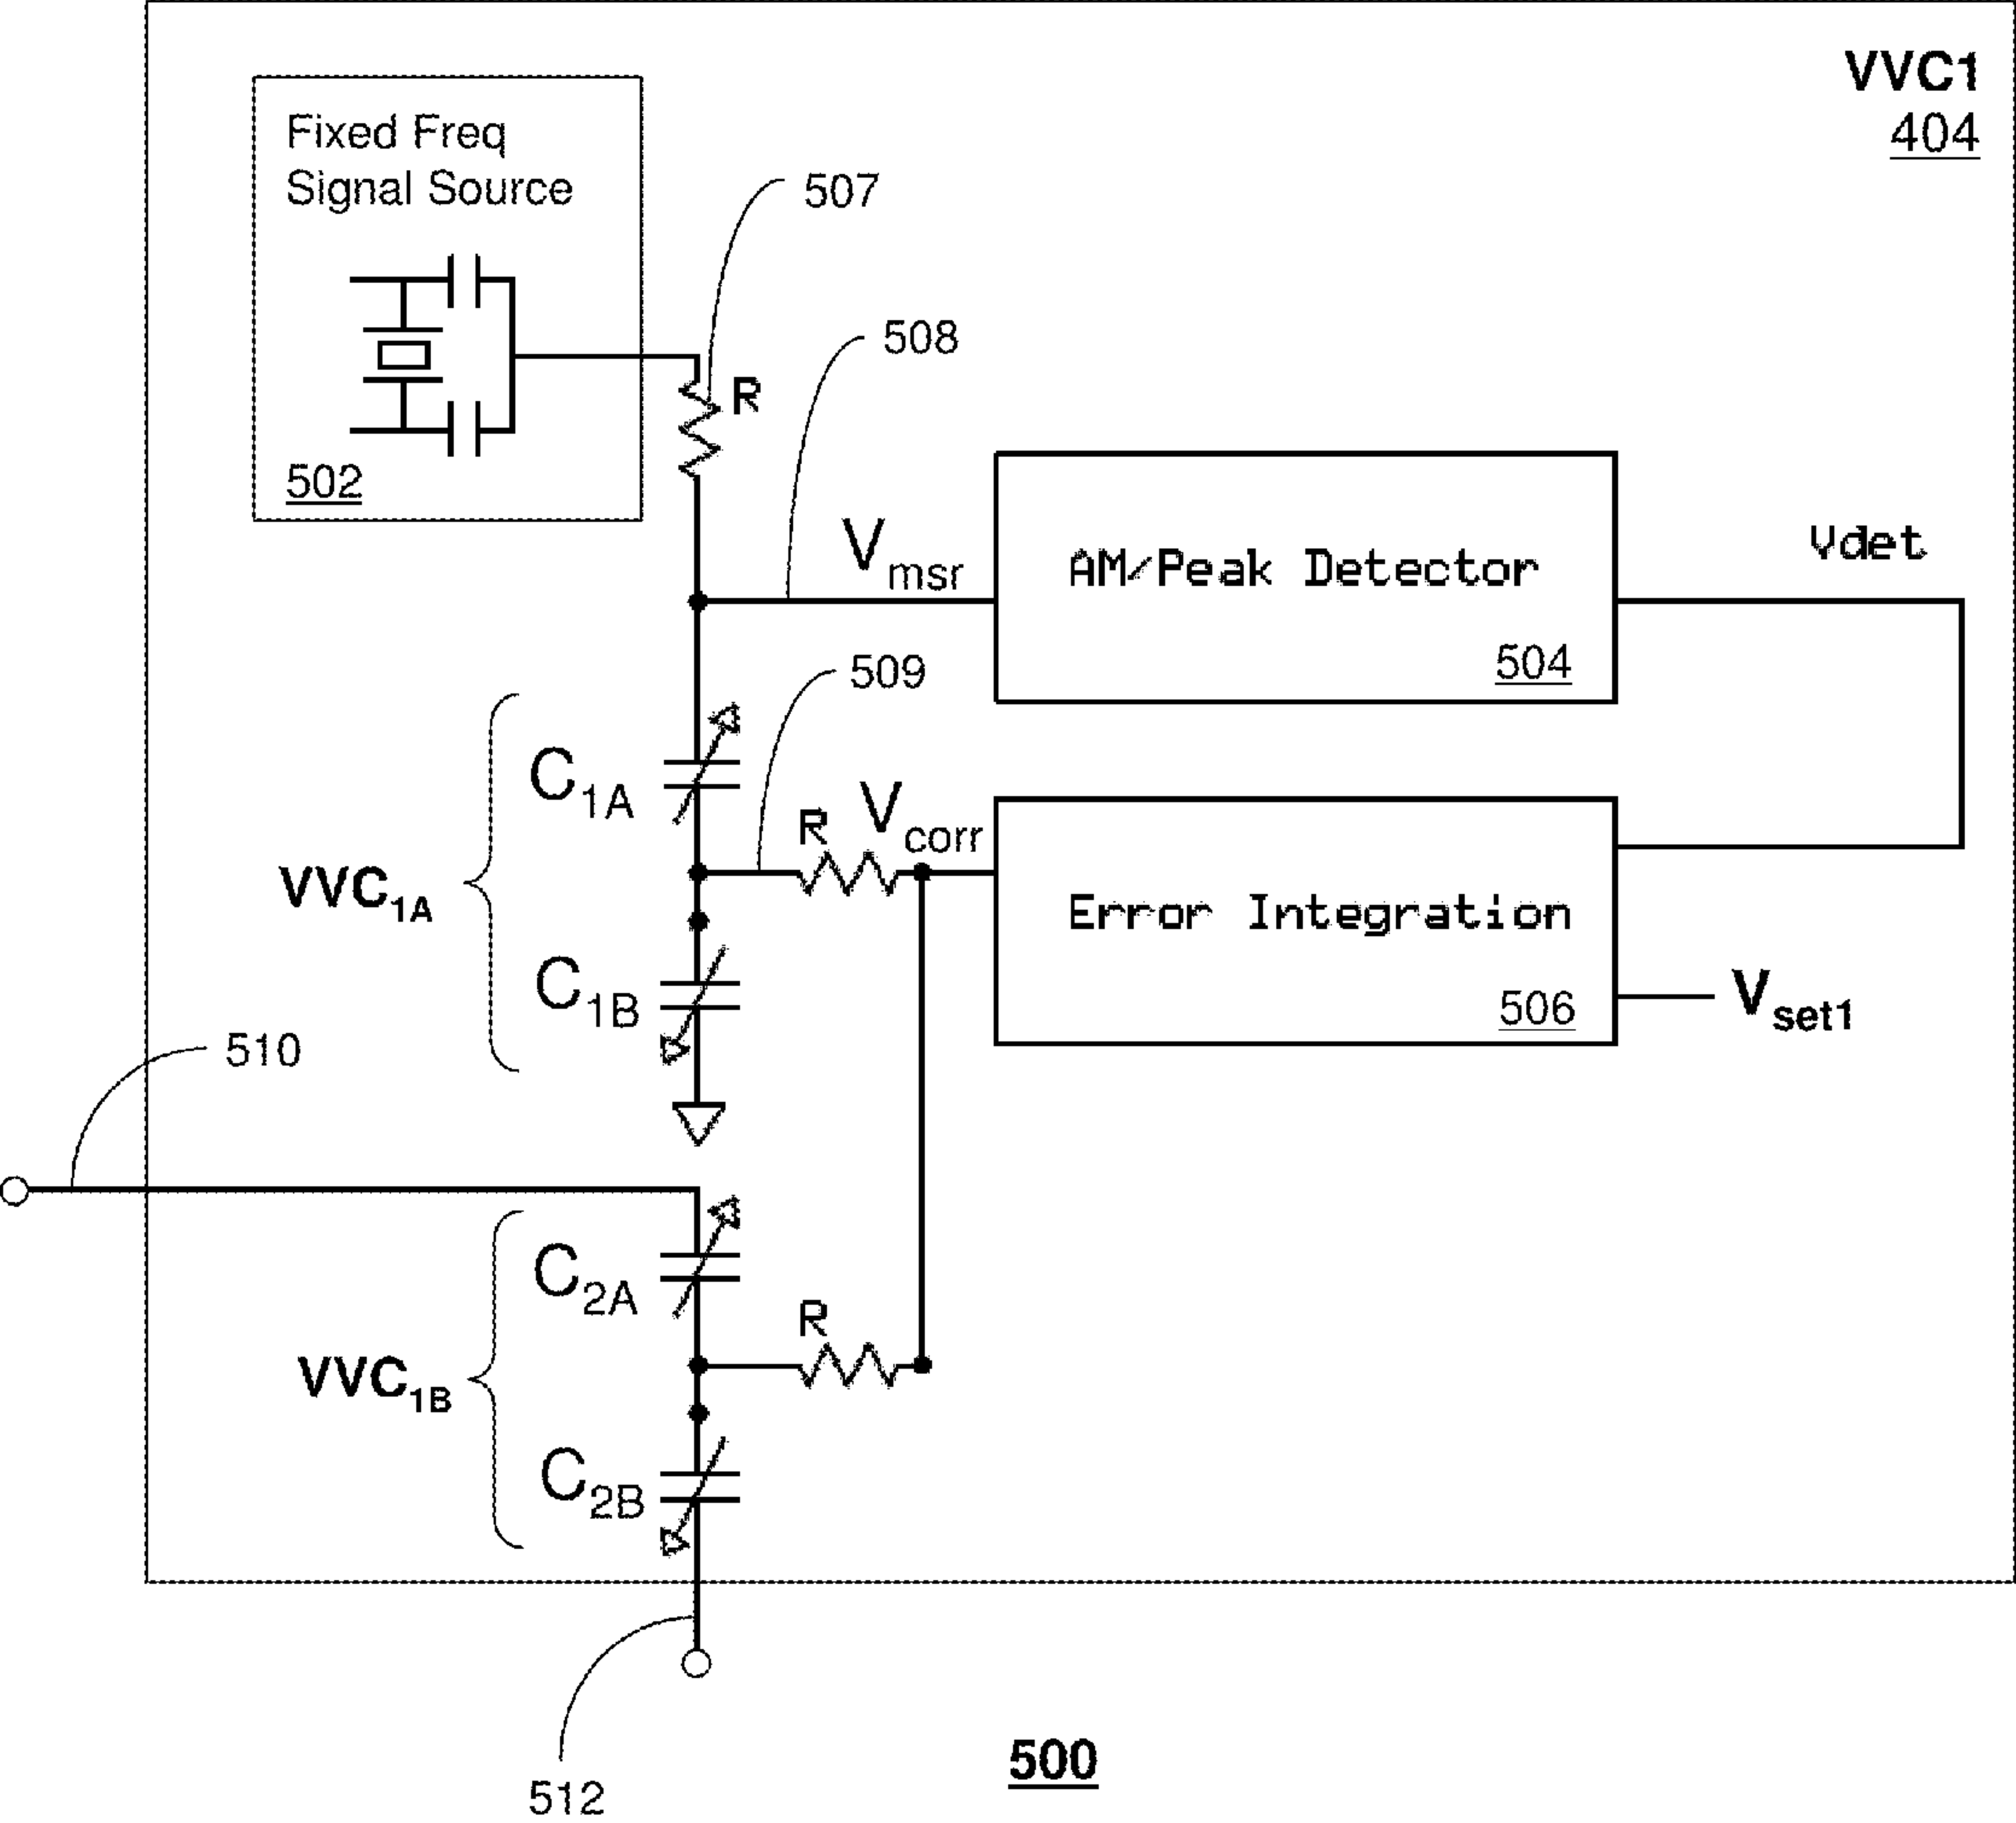 VVC1
404
Fixed Freq
Signal Source
502
507
R
508
Vmsr
AM/Peak Detector
504
Vdet
509
C1A
VVC1A
R
Vcorr
Error Integration
506
Vset1
C1B
510
C2A
VVC1B
R
C2B
512
500